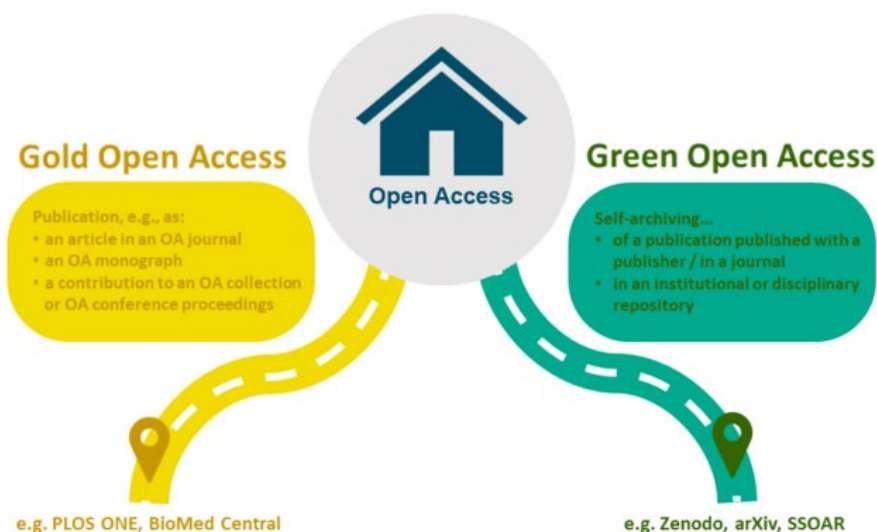 Open Access
Gold Open Access
Publication, e.g., as:
• an article in an OA journal
• an OA monograph
• a contribution to an OA collection
or OA conference proceedings
e.g. PLOS ONE, BioMed Central
Green Open Access
Self-archiving...
• of a publication published with a
publisher / in a journal
• in an institutional or disciplinary
repository
e.g. Zenodo, arXiv, SSOAR